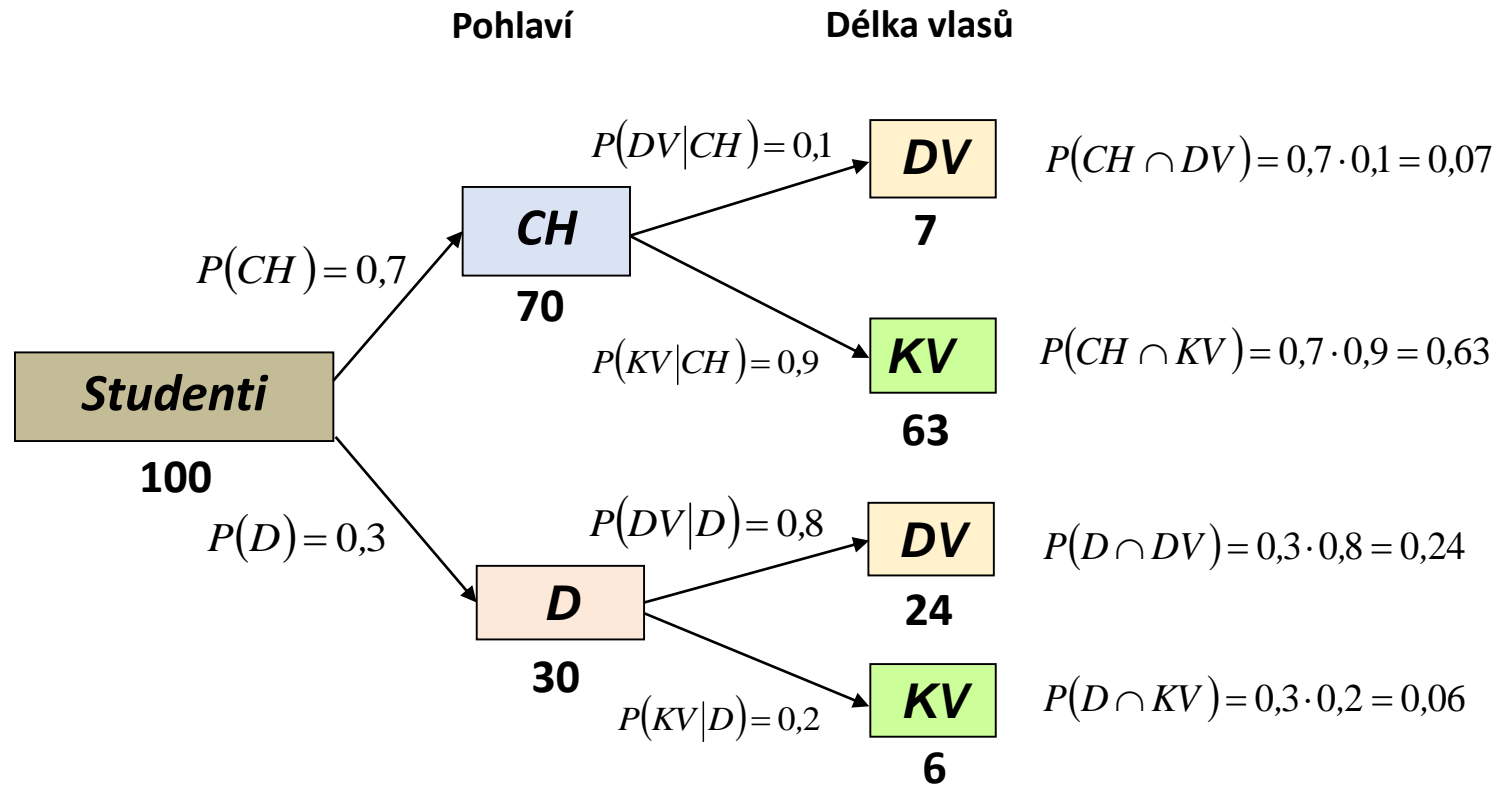 Pohlaví
Délka vlasů
P(DV|CH) = 0,1
DV
P(CH ∩ DV) = 0,7 · 0,1 = 0,07
7
CH
P(CH) = 0,7
70
P(KV|CH) = 0,9
KV
P(CH ∩ KV) = 0,7 · 0,9 = 0,63
63
Studenti
100
P(D) = 0,3
P(DV|D) = 0,8
DV
P(D ∩ DV) = 0,3 · 0,8 = 0,24
24
D
30
P(KV|D) = 0,2
KV
P(D ∩ KV) = 0,3 · 0,2 = 0,06
6